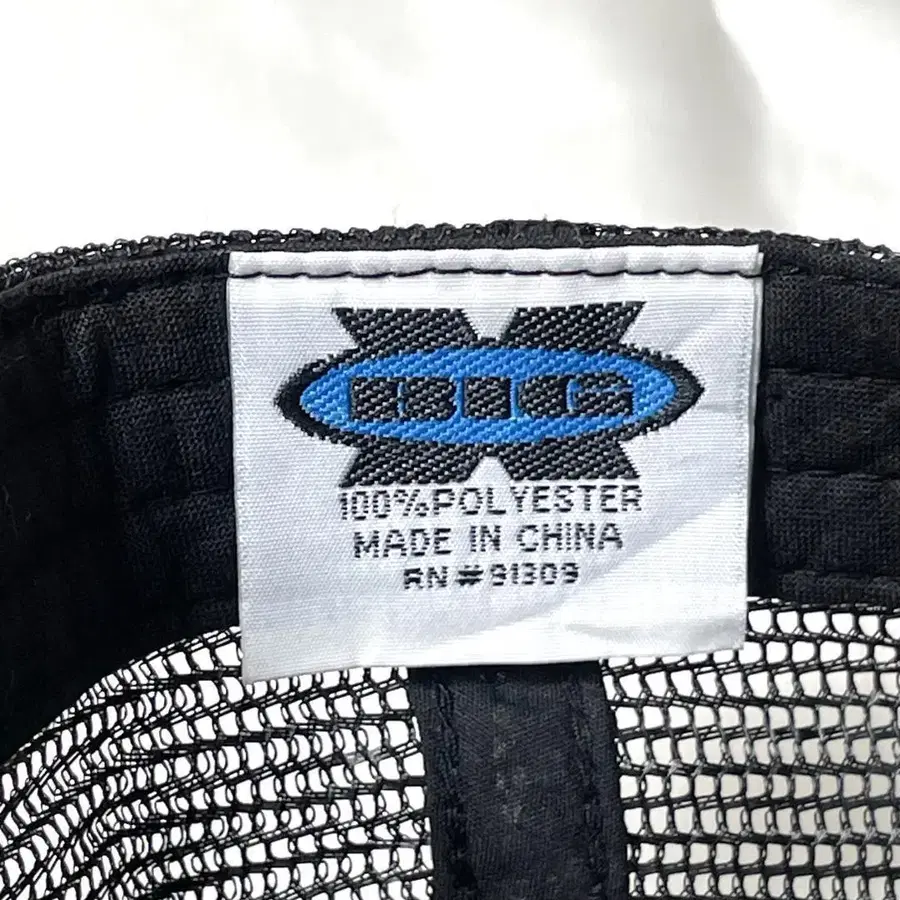 BIG
100%POLYESTER
MADE IN CHINA
RN#91309